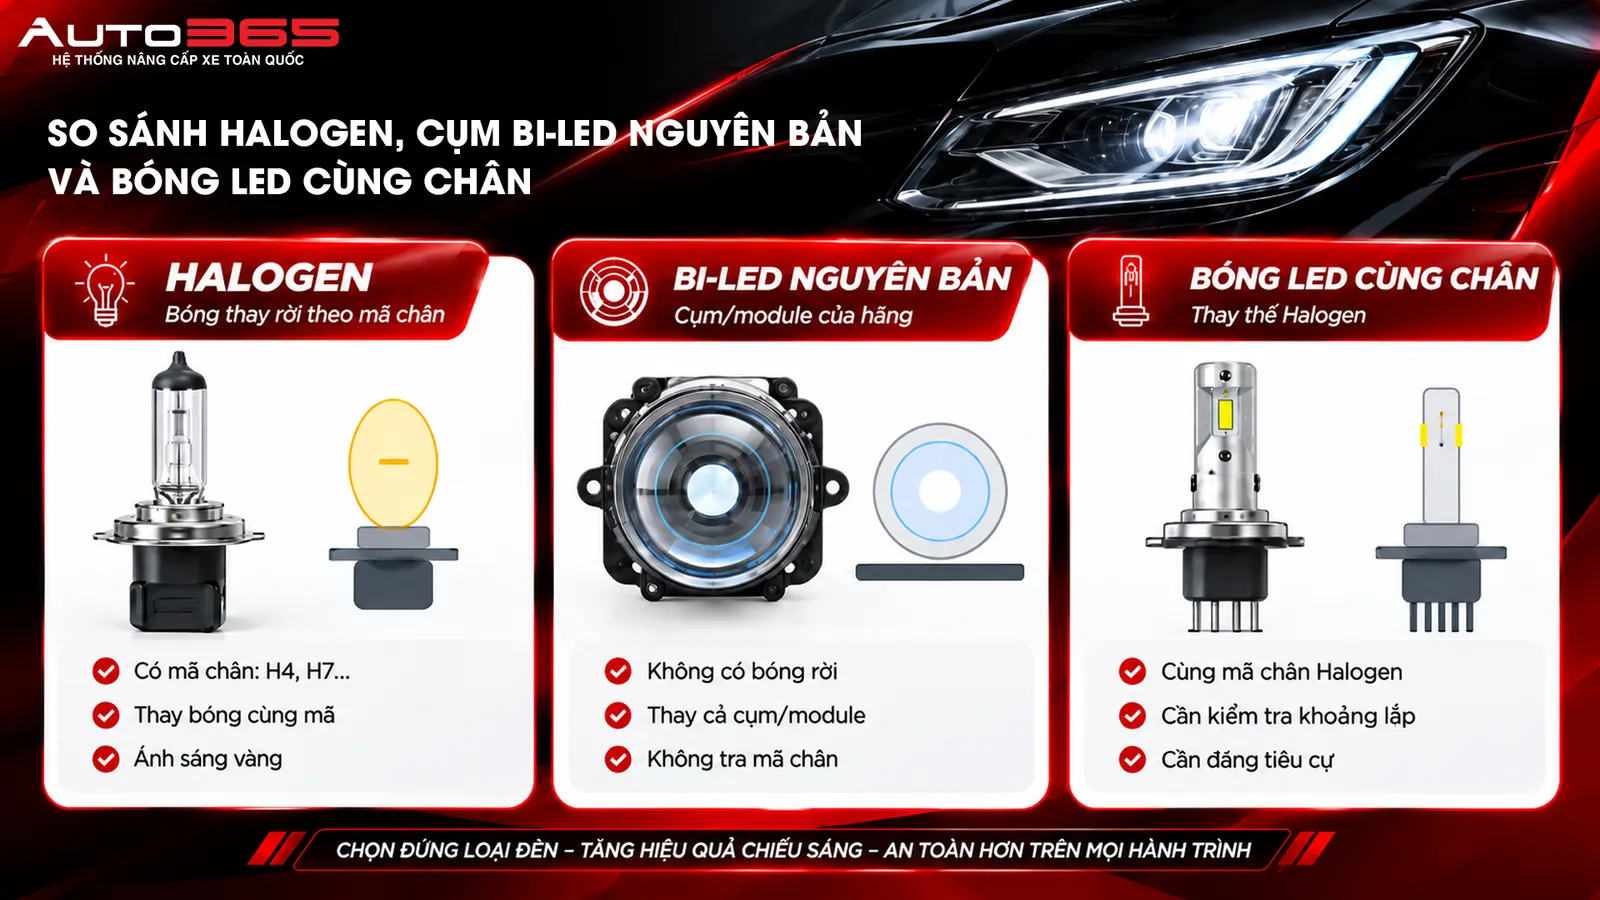 AUTO365
HỆ THỐNG NÂNG CẤP XE TOÀN QUỐC
SO SÁNH HALOGEN, CỤM BI-LED NGUYÊN BẢN
VÀ BÓNG LED CÙNG CHÂN
HALOGEN
Bóng thay rời theo mã chân
Có mã chân: H4, H7...
Thay bóng cùng mã
Ánh sáng vàng
BI-LED NGUYÊN BẢN
Cụm/module của hãng
Không có bóng rời
Thay cả cụm/module
Không tra mã chân
BÓNG LED CÙNG CHÂN
Thay thế Halogen
Cùng mã chân Halogen
Cần kiểm tra khoảng lắp
Cần đáng tiêu cự
CHỌN ĐỨNG LOẠI ĐÈN – TĂNG HIỆU QUẢ CHIẾU SÁNG – AN TOÀN HƠN TRÊN MỌI HÀNH TRÌNH